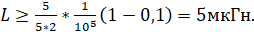 L ≥ 5/(5*2) * 1/10⁵ (1 − 0,1) = 5мкГн.